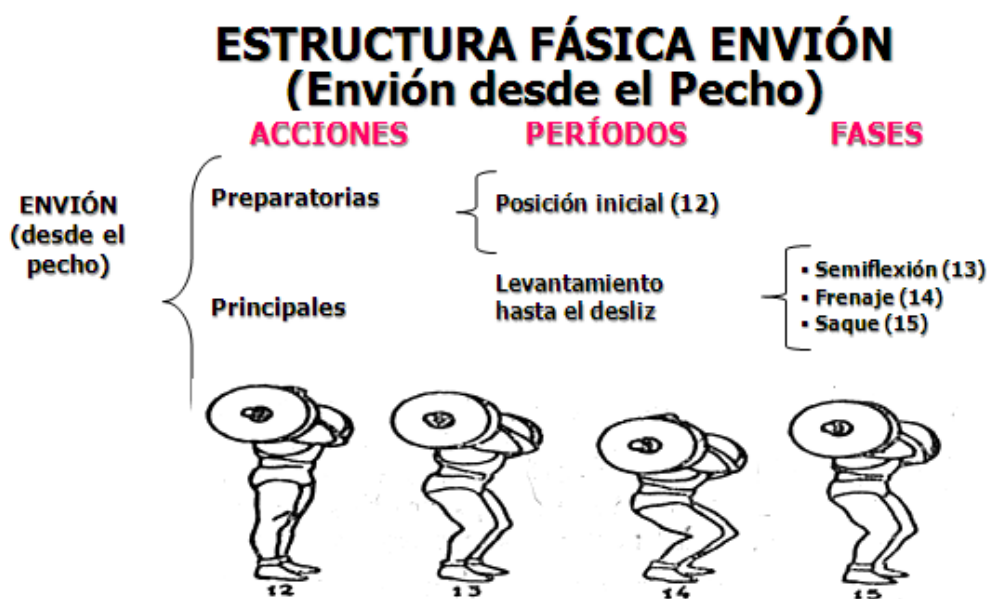 ESTRUCTURA FÁSICA ENVIÓN
(Envión desde el Pecho)
ACCIONES PERÍODOS FASES
ENVIÓN
(desde el
pecho)
Preparatorias
Posición inicial (12)
Principales
Levantamiento
hasta el desliz
▪ Semiflexión (13)
▪ Frenaje (14)
▪ Saque (15)
12 13 14 15